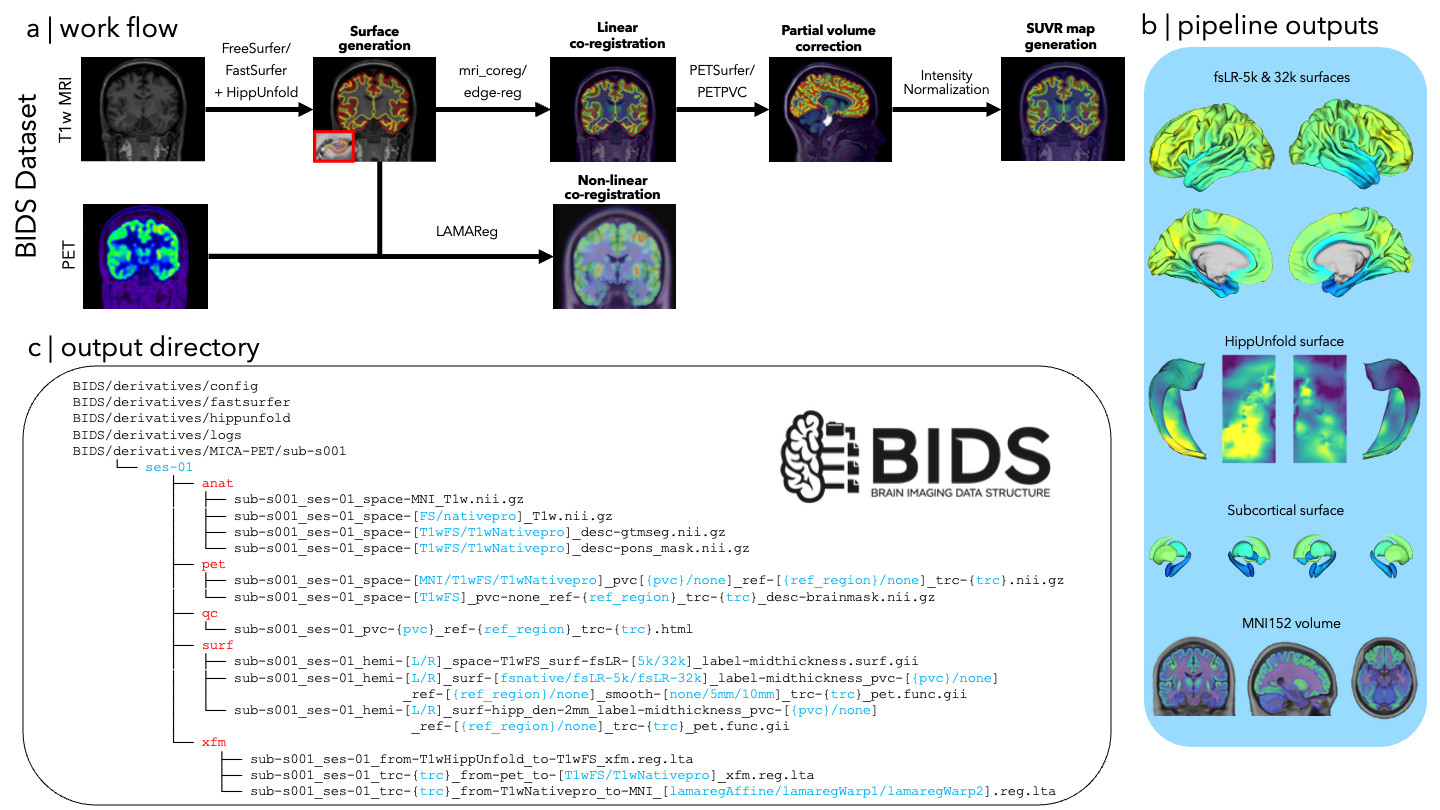 a | work flow
BIDS Dataset
T1w MRI
PET
FreeSurfer/
FastSurfer
+ HippUnfold
Surface
generation
mri_coreg/
edge-reg
Linear
co-registration
PETSurfer/
PETPVC
Partial volume
correction
Intensity
Normalization
SUVR map
generation
LAMAReg
Non-linear
co-registration
b | pipeline outputs
fsLR-5k & 32k surfaces
HippUnfold surface
Subcortical surface
MNI152 volume
c | output directory
BIDS/derivatives/config
BIDS/derivatives/fastsurfer
BIDS/derivatives/hippunfold
BIDS/derivatives/logs
BIDS/derivatives/MICA-PET/sub-s001
ses-01
anat
sub-s001_ses-01_space-MNI_T1w.nii.gz
sub-s001_ses-01_space-[FS/nativepro]_T1w.nii.gz
sub-s001_ses-01_space-[T1wFS/T1wNativepro]_desc-gtmseg.nii.gz
sub-s001_ses-01_space-[T1wFS/T1wNativepro]_desc-pons_mask.nii.gz
pet
sub-s001_ses-01_space-[MNI/T1wFS/T1wNativepro]_pvc[{pvc}/none]_ref-[{ref_region}/none]_trc-{trc}.nii.gz
sub-s001_ses-01_space-[T1wFS]_pvc-none_ref-{ref_region}_trc-{trc}_desc-brainmask.nii.gz
qc
sub-s001_ses-01_pvc-{pvc}_ref-{ref_region}_trc-{trc}.html
surf
sub-s001_ses-01_hemi-[L/R]_space-T1wFS_surf-fsLR-[5k/32k]_label-midthickness.surf.gii
sub-s001_ses-01_hemi-[L/R]_surf-[fsnative/fsLR-5k/fsLR-32k]_label-midthickness_pvc-[{pvc}/none]
_ref-[{ref_region}/none]_smooth-[none/5mm/10mm]_trc-{trc}_pet.func.gii
sub-s001_ses-01_hemi-[L/R]_surf-hipp_den-2mm_label-midthickness_pvc-[{pvc}/none]
_ref-[{ref_region}/none]_trc-{trc}_pet.func.gii
xfm
sub-s001_ses-01_from-T1wHippUnfold_to-T1wFS_xfm.reg.lta
sub-s001_ses-01_trc-{trc}_from-pet_to-[T1wFS/T1wNativepro]_xfm.reg.lta
sub-s001_ses-01_trc-{trc}_from-T1wNativepro_to-MNI_[lamaregAffine/lamaregWarp1/lamaregWarp2].reg.lta
BIDS
BRAIN IMAGING DATA STRUCTURE